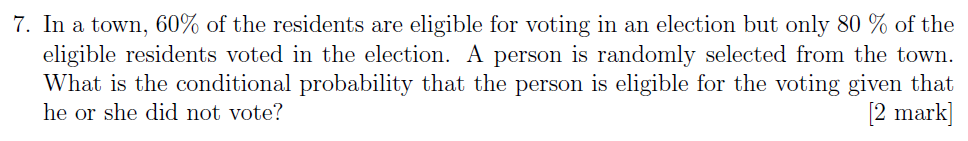 7. In a town, 60% of the residents are eligible for voting in an election but only 80 % of the
eligible residents voted in the election. A person is randomly selected from the town.
What is the conditional probability that the person is eligible for the voting given that
he or she did not vote? [2 mark]